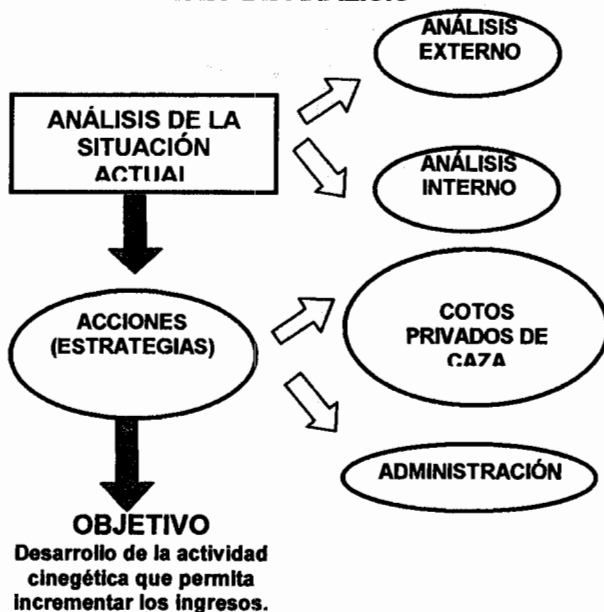 ANÁLISIS
EXTERNO
ANÁLISIS DE LA
SITUACIÓN
ACTUAL
ANÁLISIS
INTERNO
ACCIONES
(ESTRATEGIAS)
COTOS
PRIVADOS DE
CAZA
ADMINISTRACIÓN
OBJETIVO
Desarrollo de la actividad
cinegética que permita
incrementar los ingresos.